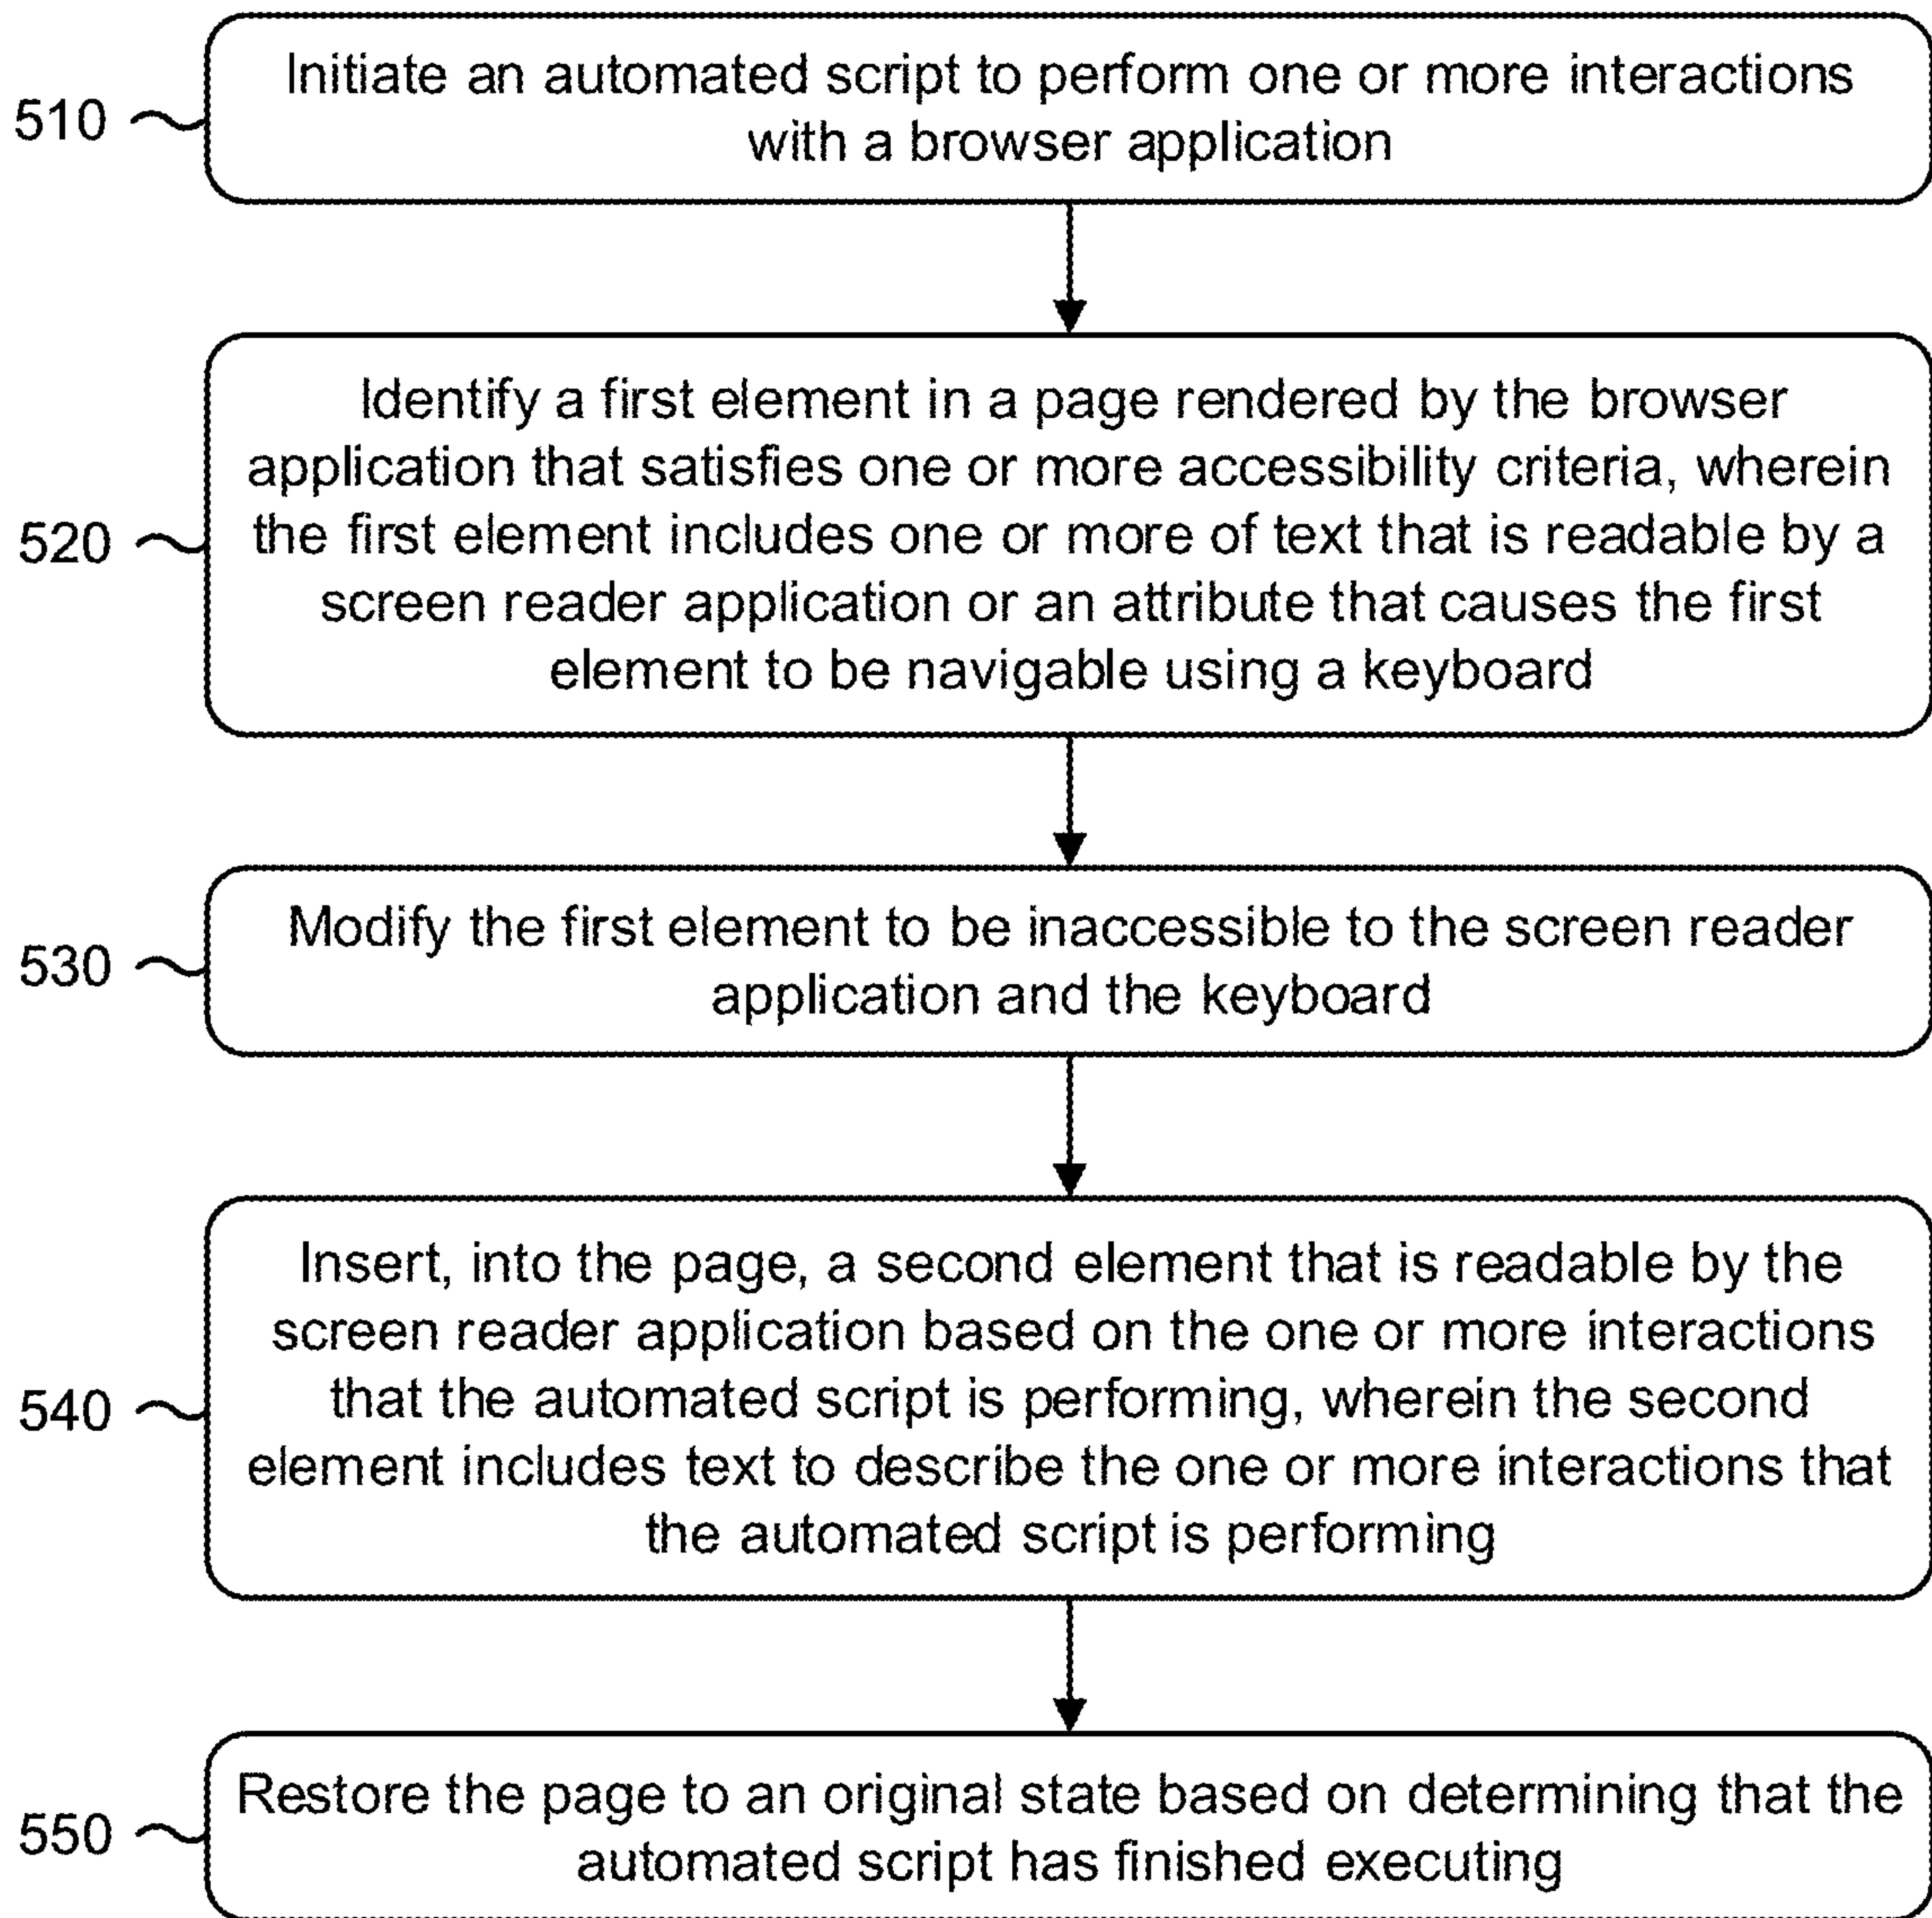 510
Initiate an automated script to perform one or more interactions
with a browser application
520
Identify a first element in a page rendered by the browser
application that satisfies one or more accessibility criteria, wherein
the first element includes one or more of text that is readable by a
screen reader application or an attribute that causes the first
element to be navigable using a keyboard
530
Modify the first element to be inaccessible to the screen reader
application and the keyboard
540
Insert, into the page, a second element that is readable by the
screen reader application based on the one or more interactions
that the automated script is performing, wherein the second
element includes text to describe the one or more interactions that
the automated script is performing
550
Restore the page to an original state based on determining that the
automated script has finished executing